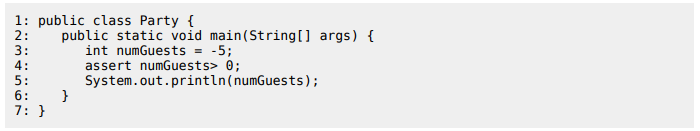 1: public class Party {
2:    public static void main(String[] args) {
3:       int numGuests = -5;
4:       assert numGuests> 0;
5:       System.out.println(numGuests);
6:    }
7: }